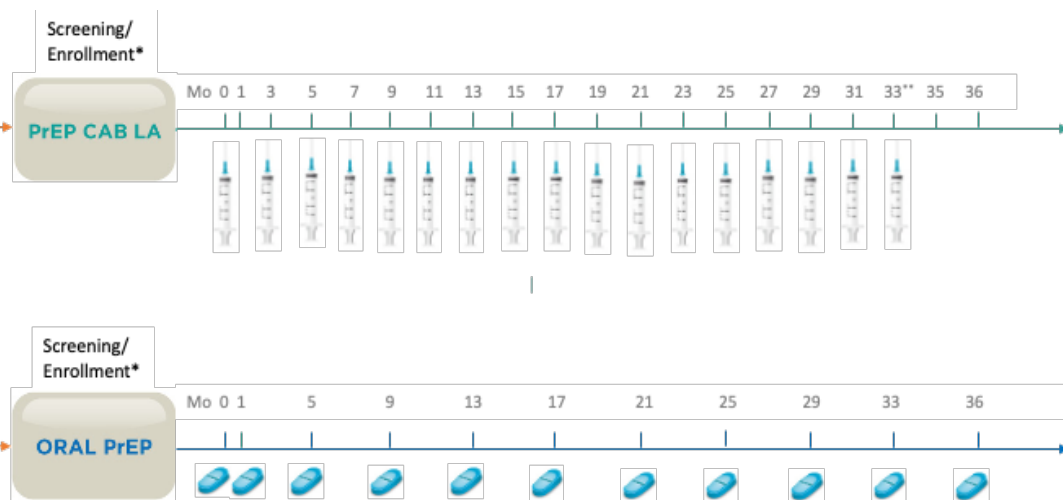 Screening/
Enrollment*
Mo 0 1 3 5 7 9 11 13 15 17 19 21 23 25 27 29 31 33** 35 36
PrEP CAB LA
Screening/
Enrollment*
Mo 0 1 5 9 13 17 21 25 29 33 36
ORAL PrEP